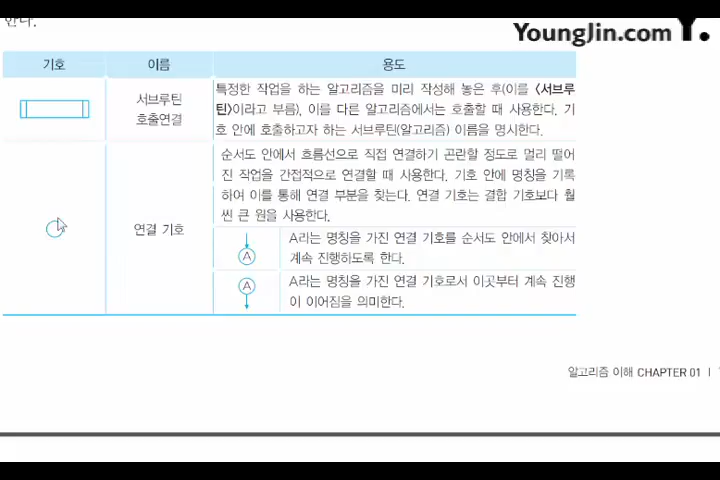 한다.
YoungJin.com Y.
기호 이름 용도
서브루틴
호출연결
특정한 작업을 하는 알고리즘을 미리 작성해 놓은 후(이를 <서브루
틴>이라고 부름), 이를 다른 알고리즘에서는 호출할 때 사용한다. 기
호 안에 호출하고자 하는 서브루틴(알고리즘) 이름을 명시한다.
연결 기호
순서도 안에서 흐름선으로 직접 연결하기 곤란할 정도로 멀리 떨어
진 작업을 간접적으로 연결할 때 사용한다. 기호 안에 명칭을 기록
하여 이를 통해 연결 부분을 찾는다. 연결 기호는 결합 기호보다 훨
씬 큰 원을 사용한다.
A
A라는 명칭을 가진 연결 기호를 순서도 안에서 찾아서
계속 진행하도록 한다.
A
A라는 명칭을 가진 연결 기호로서 이곳부터 계속 진행
이 이어짐을 의미한다.
알고리즘 이해 CHAPTER 01 |